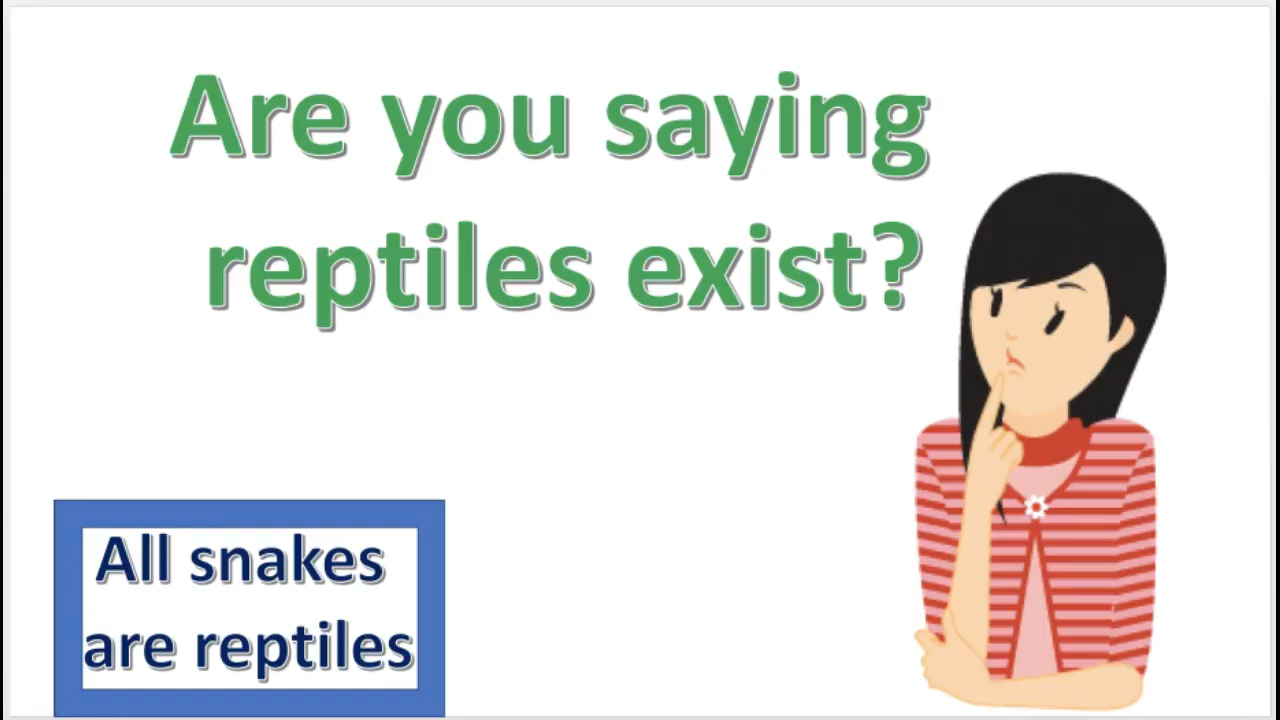 Are you saying
reptiles exist?
All snakes
are reptiles